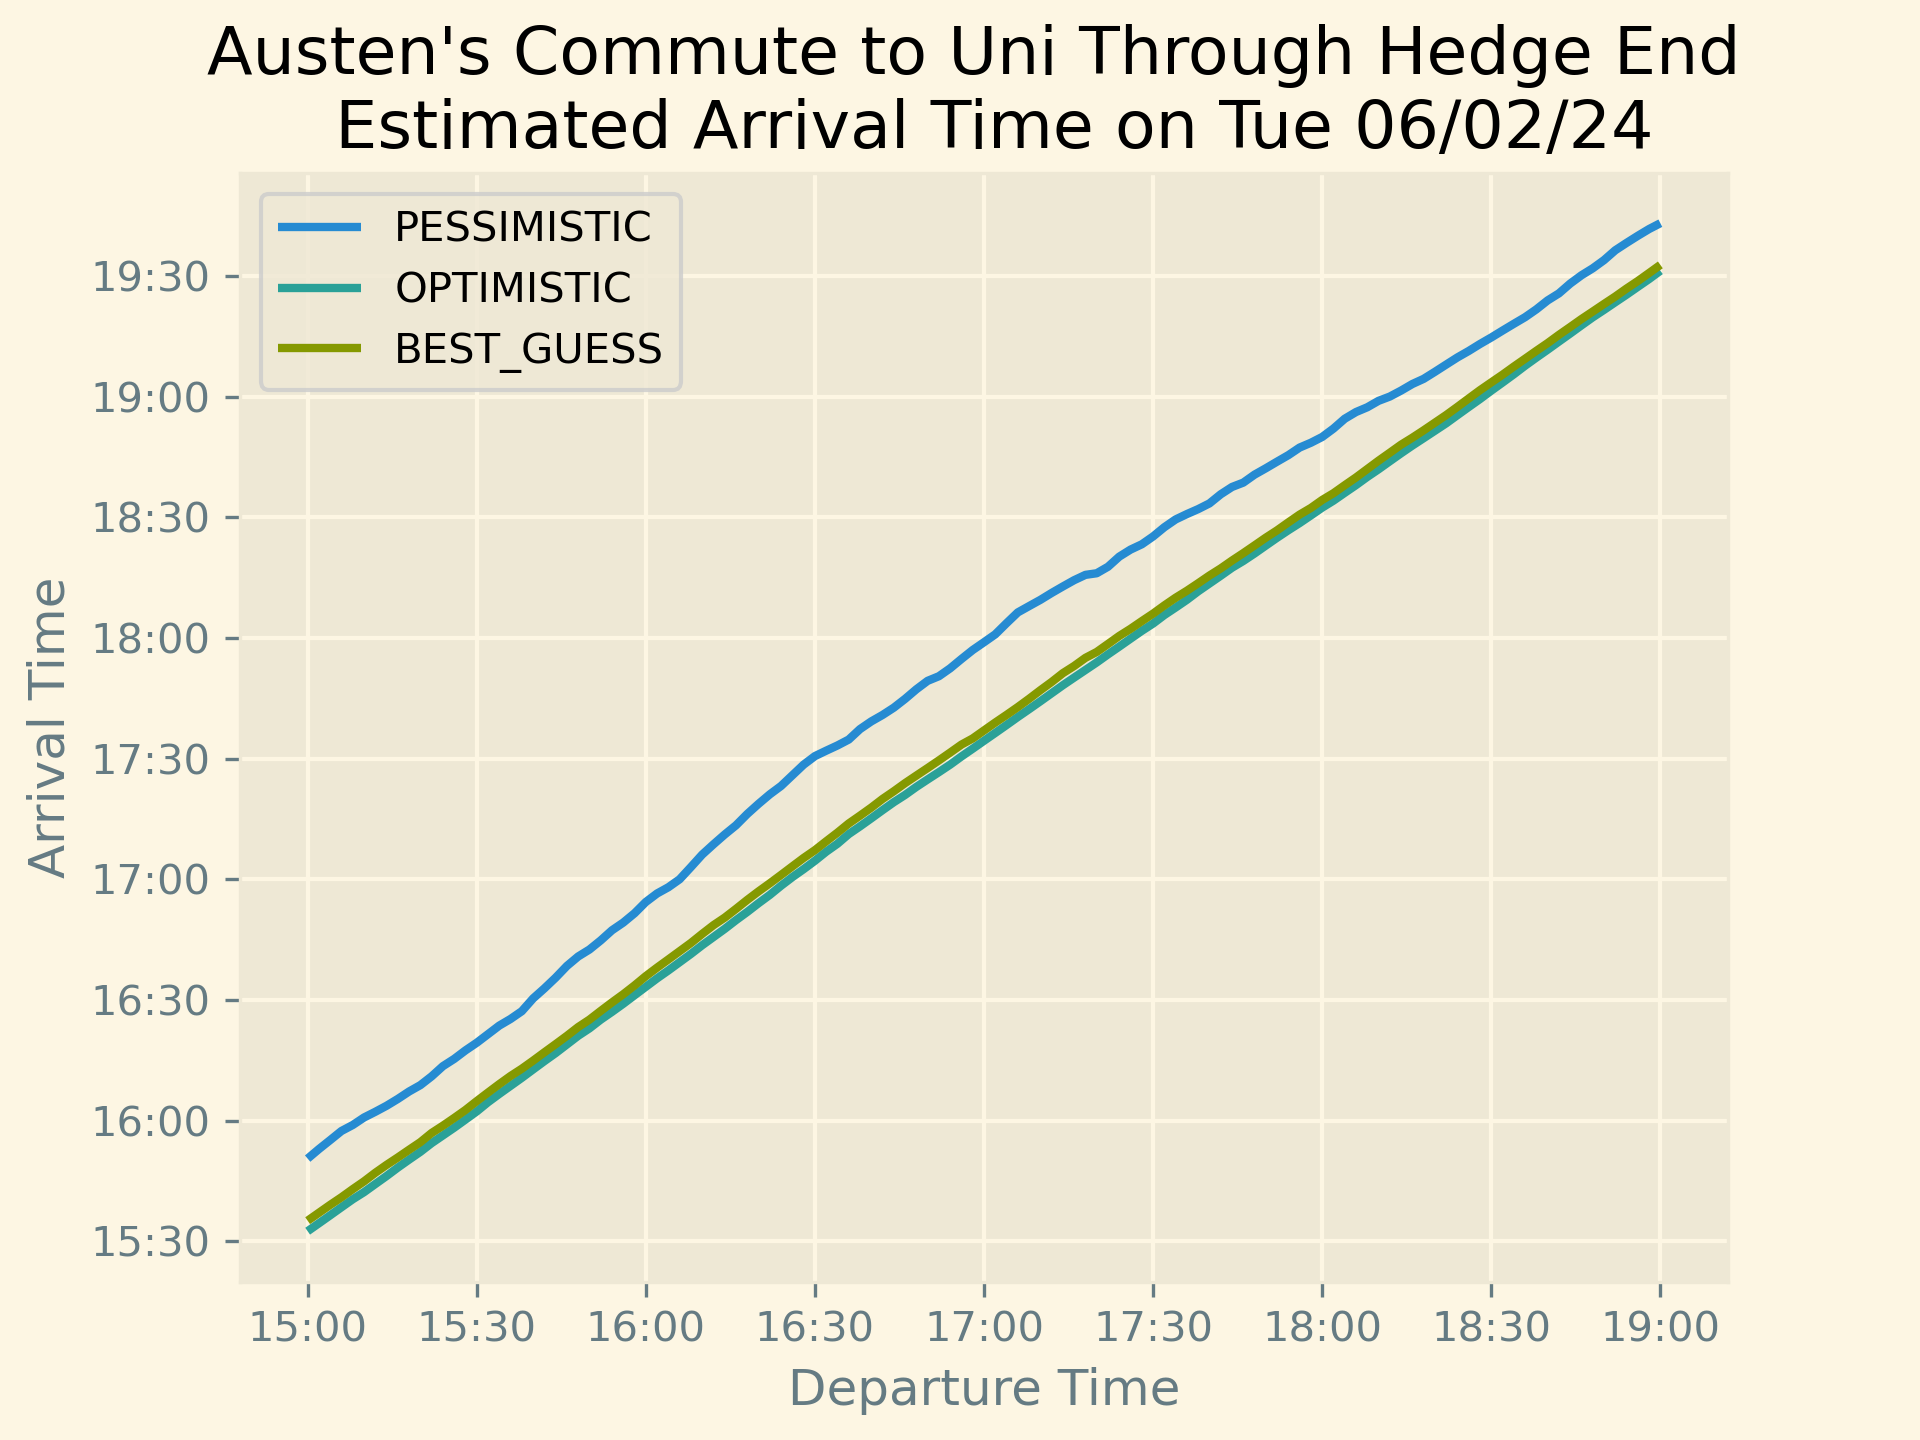 Austen's Commute to Uni Through Hedge End
Estimated Arrival Time on Tue 06/02/24
PESSIMISTIC
OPTIMISTIC
BEST_GUESS
Arrival Time
19:30
19:00
18:30
18:00
17:30
17:00
16:30
16:00
15:30
15:00 15:30 16:00 16:30 17:00 17:30 18:00 18:30 19:00
Departure Time